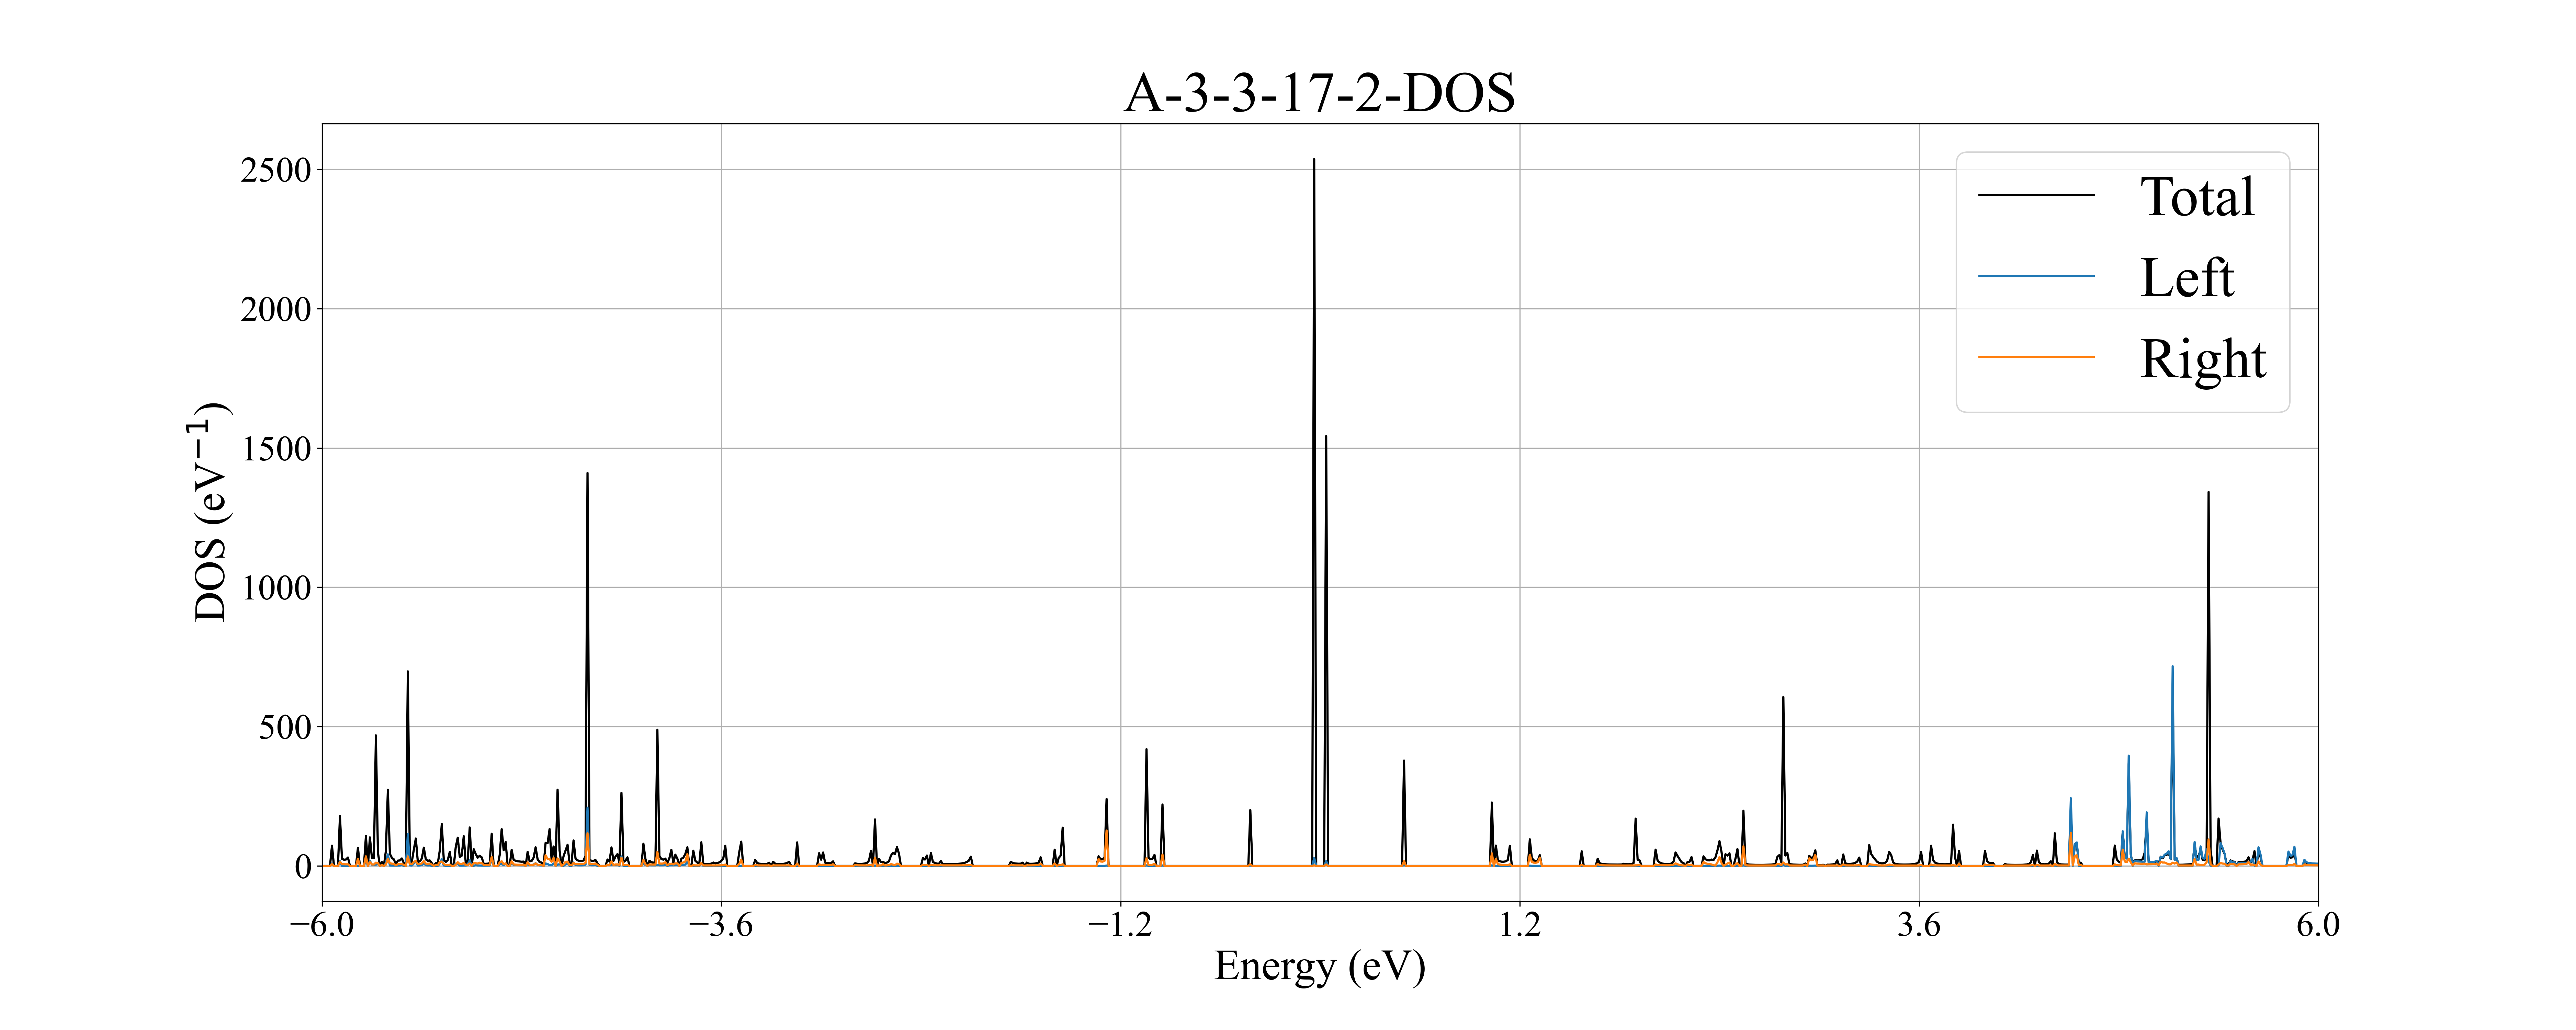 A-3-3-17-2-DOS
2500
2000
1500
1000
500
0
DOS (eV⁻¹)
−6.0 −3.6 −1.2 1.2 3.6 6.0
Energy (eV)
Total
Left
Right